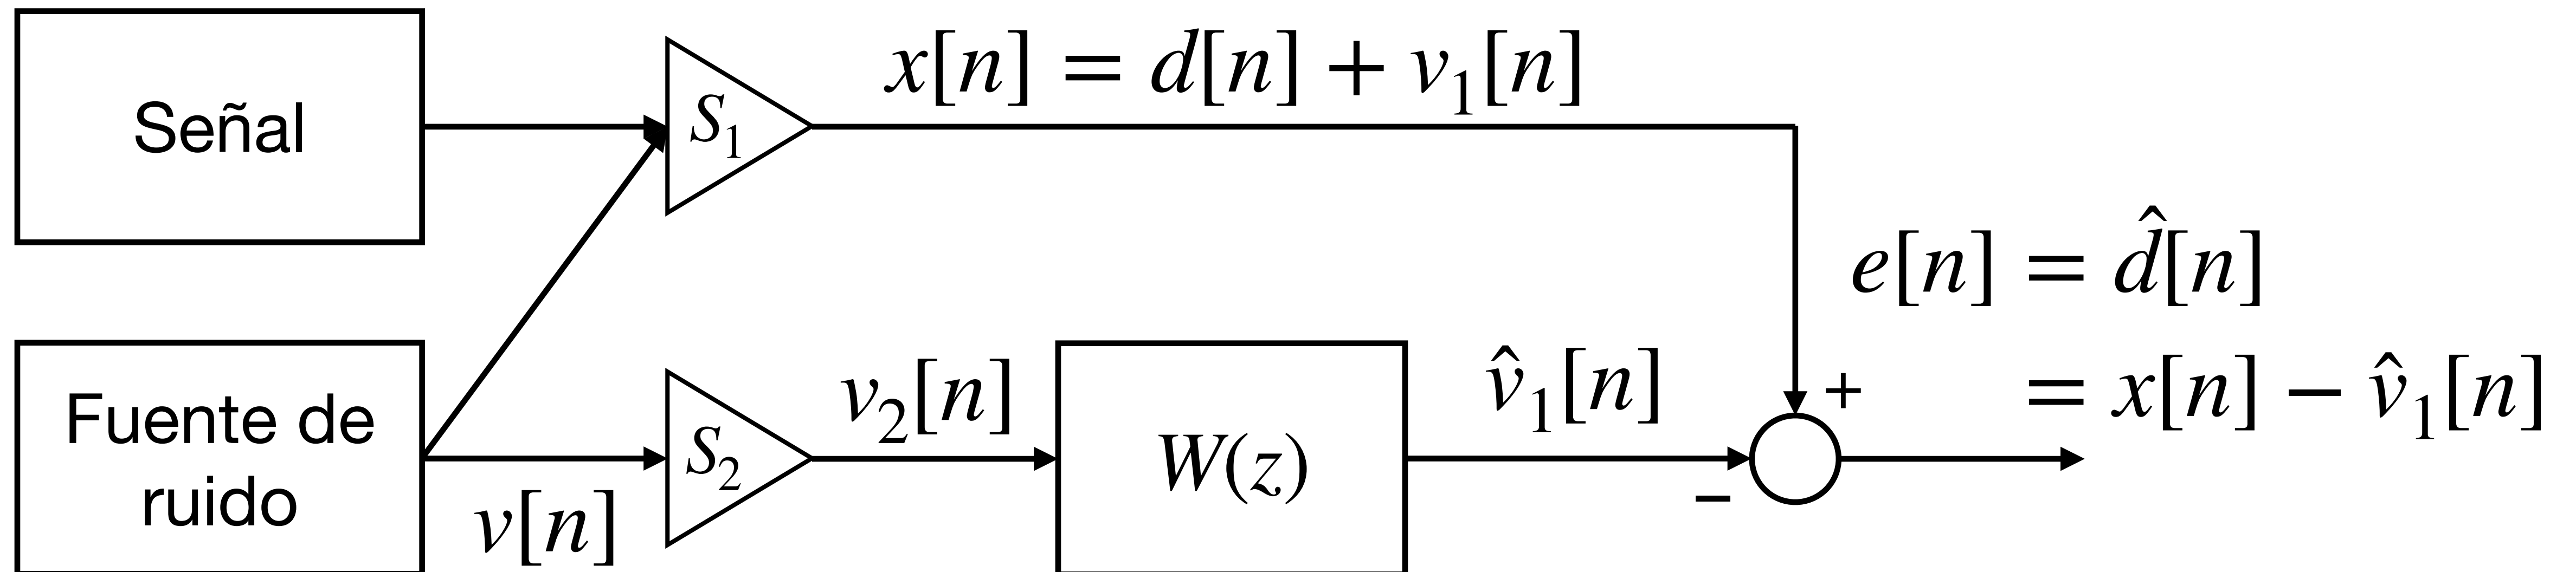 Señal
S₁
x[n] = d[n] + v₁[n]
e[n] = d̂[n]
= x[n] − v̂₁[n]
Fuente de
ruido
v[n]
S₂
v₂[n]
W(z)
v̂₁[n]
+
−